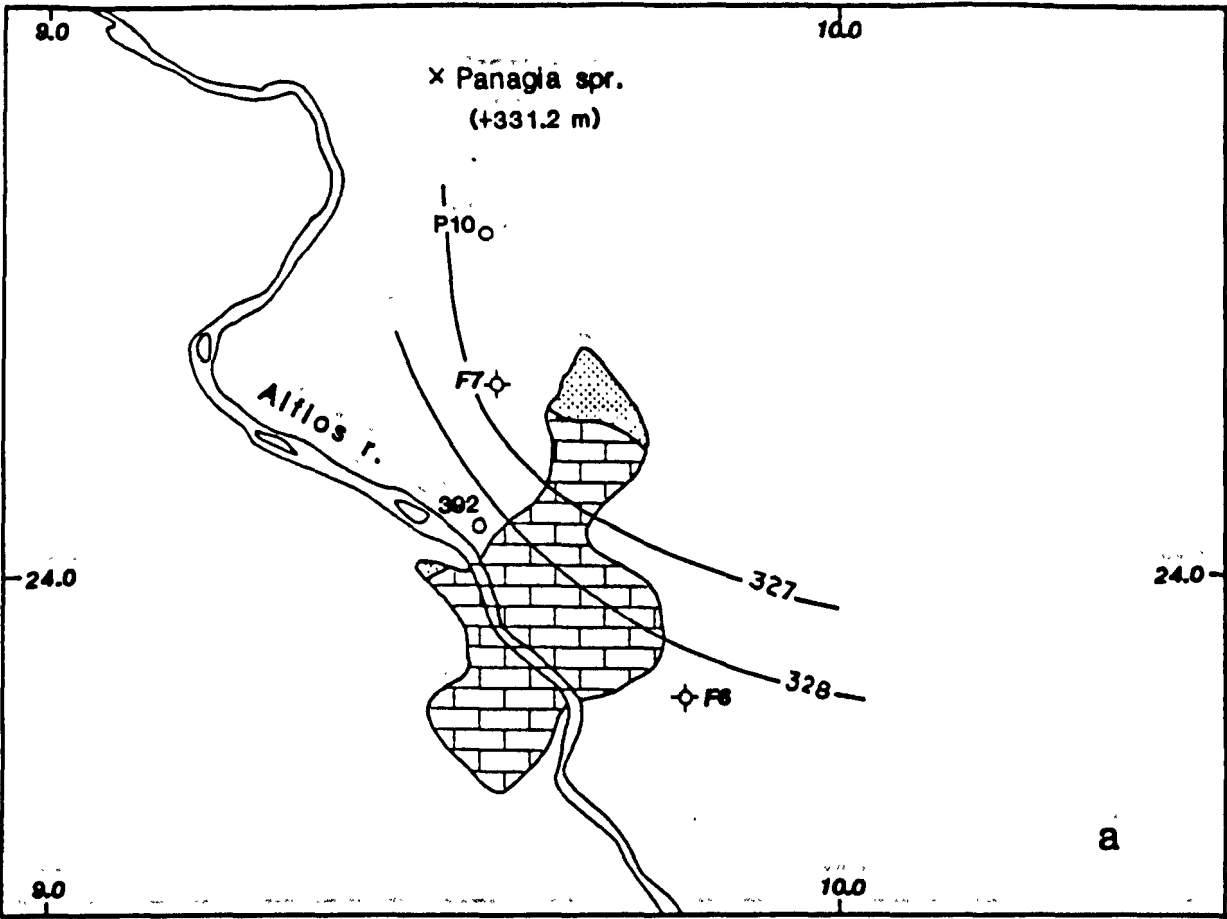 9.0
10.0
x Panagia spr.
(+331.2 m)
P10
F7
Alfios r.
392
24.0
24.0
327
328
F6
a
9.0
10.0